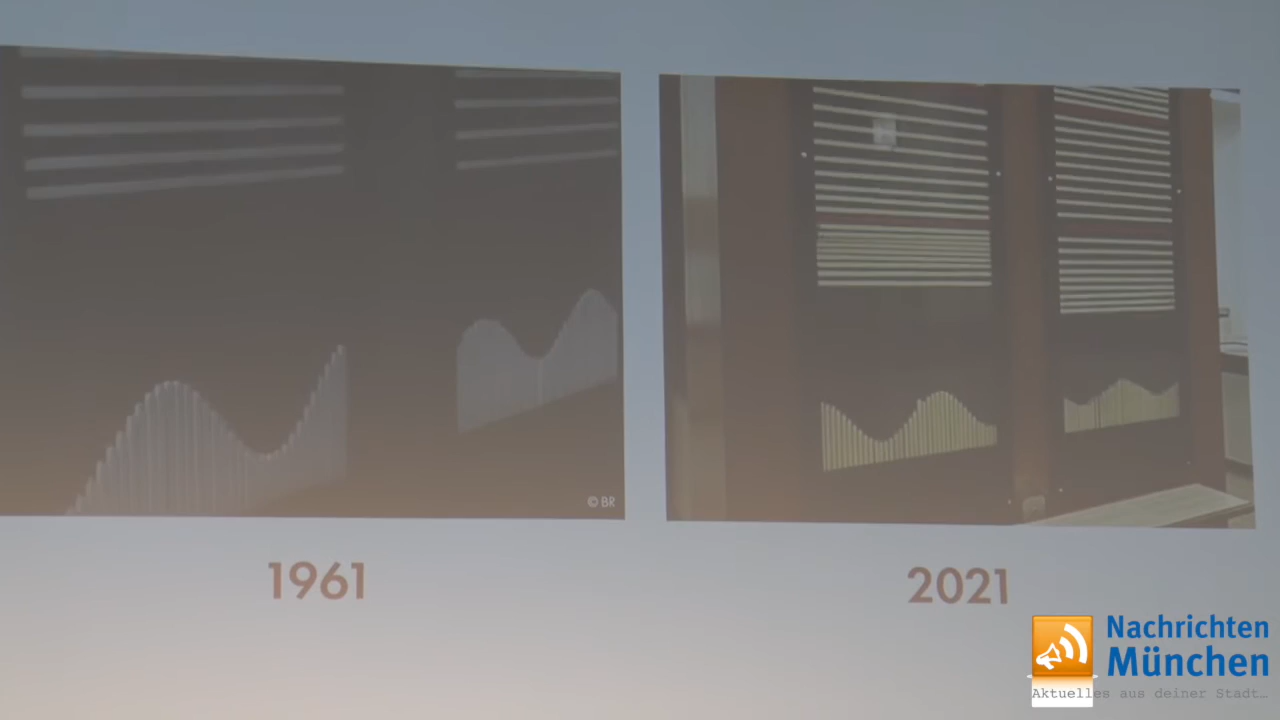 © BR
1961
2021
Nachrichten
München
Aktuelles aus deiner Stadt...